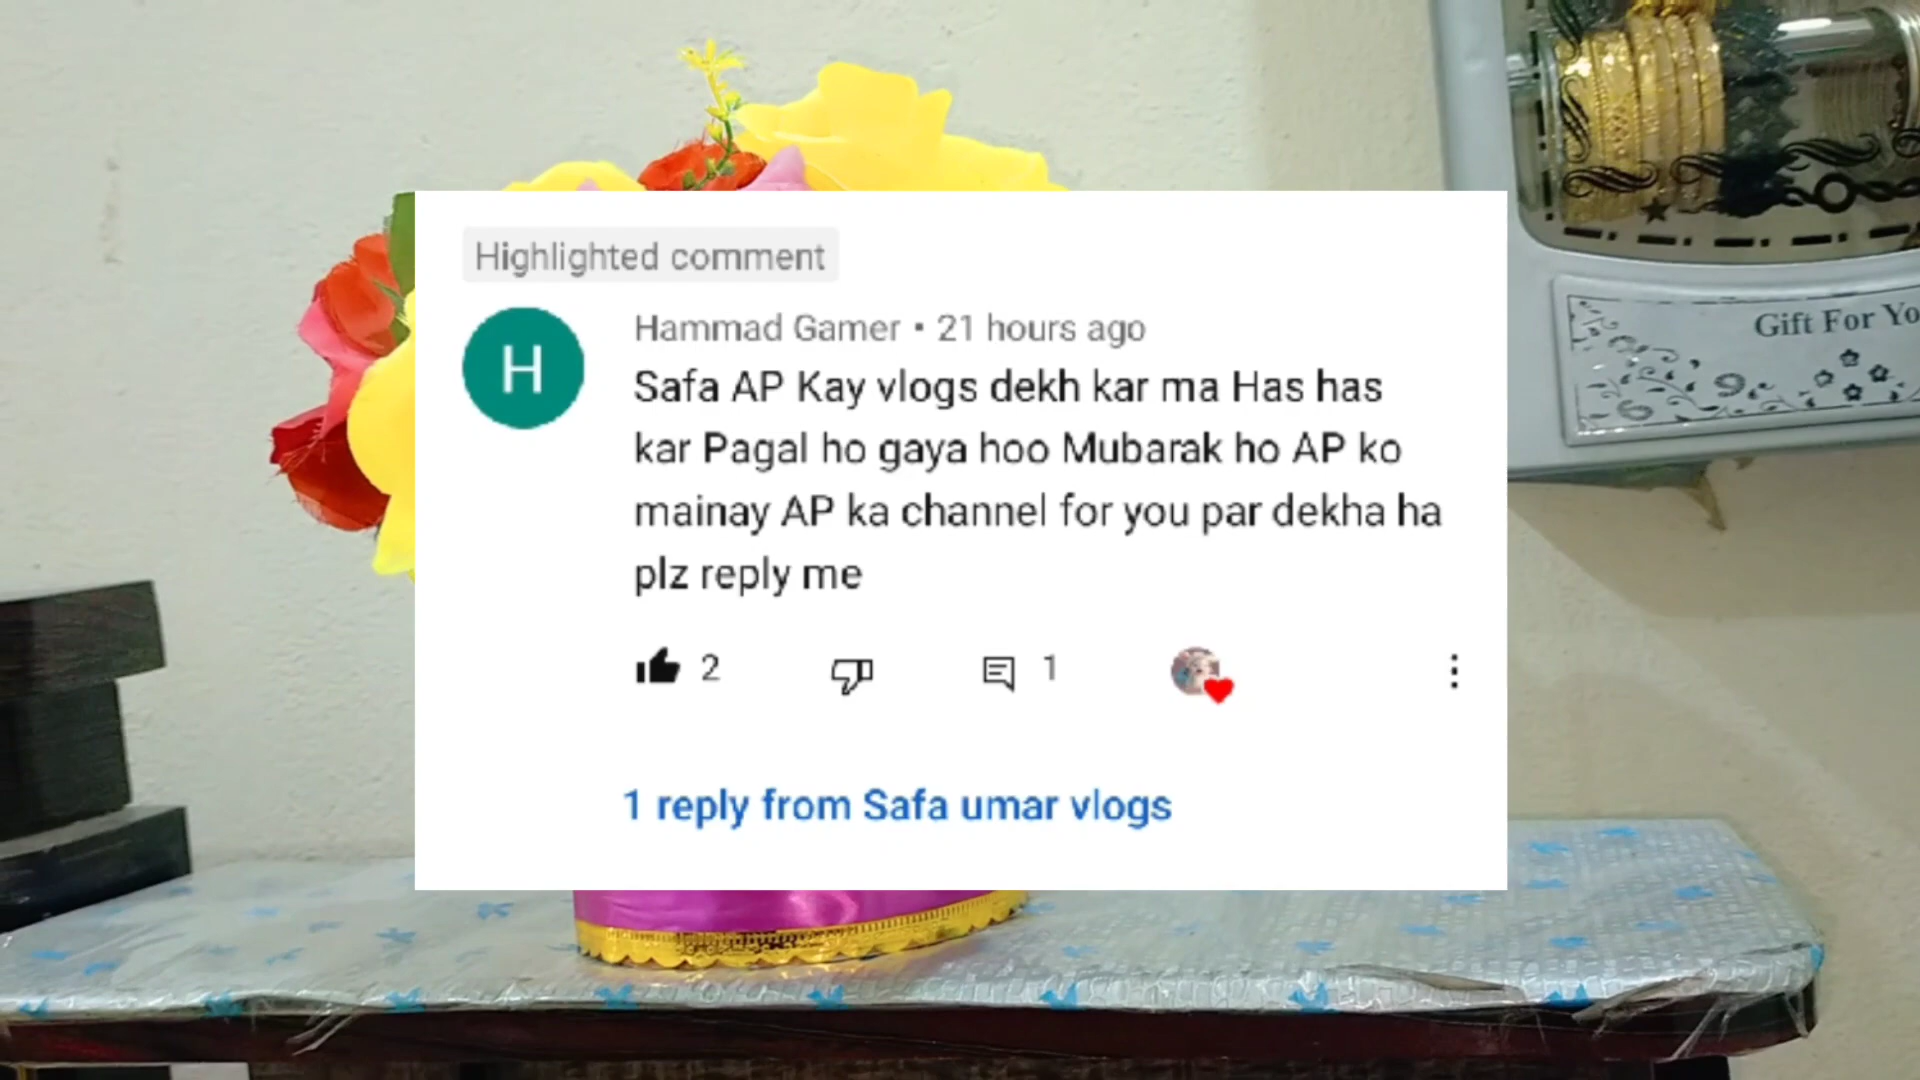 Gift For Yo
Highlighted comment
H
Hammad Gamer • 21 hours ago
Safa AP Kay vlogs dekh kar ma Has has
kar Pagal ho gaya hoo Mubarak ho AP ko
mainay AP ka channel for you par dekha ha
plz reply me
2
1
1 reply from Safa umar vlogs